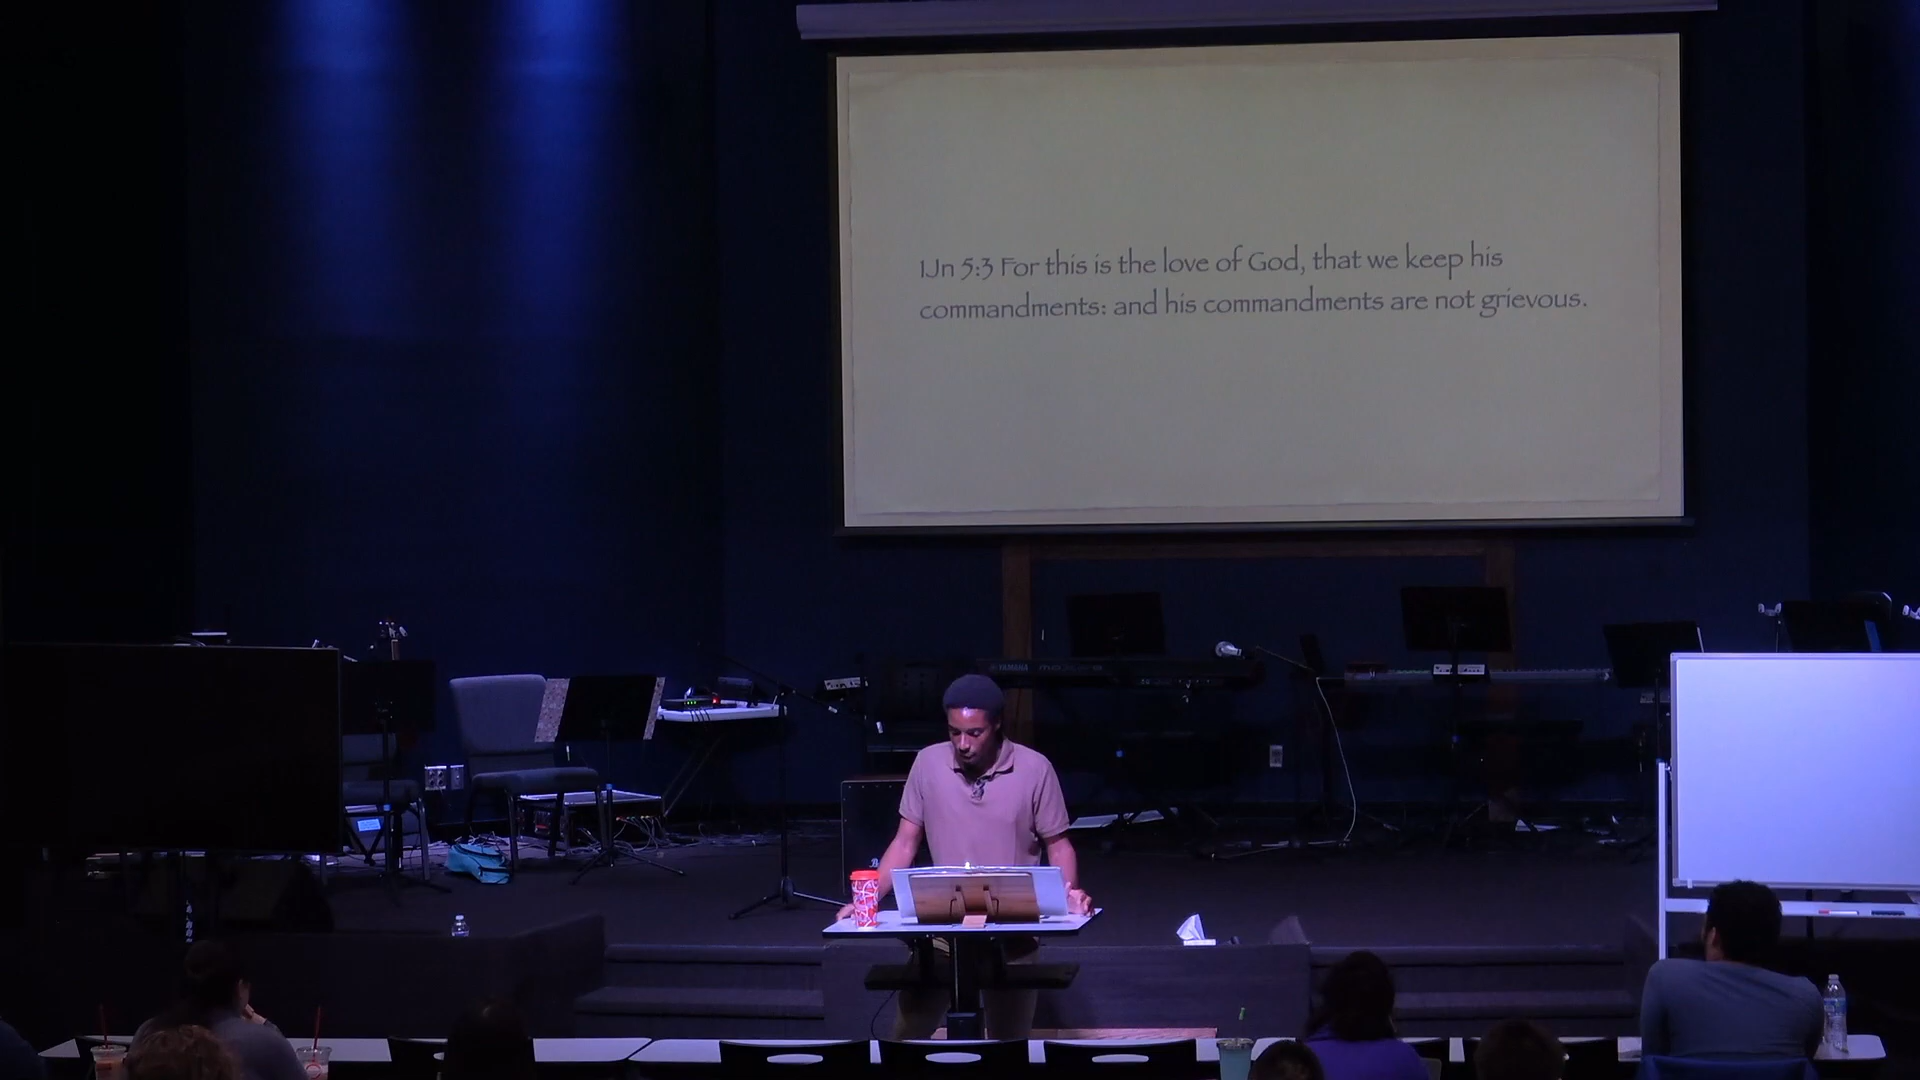 1Jn 5:3 For this is the love of God, that we keep his
commandments: and his commandments are not grievous.
YAMAHA